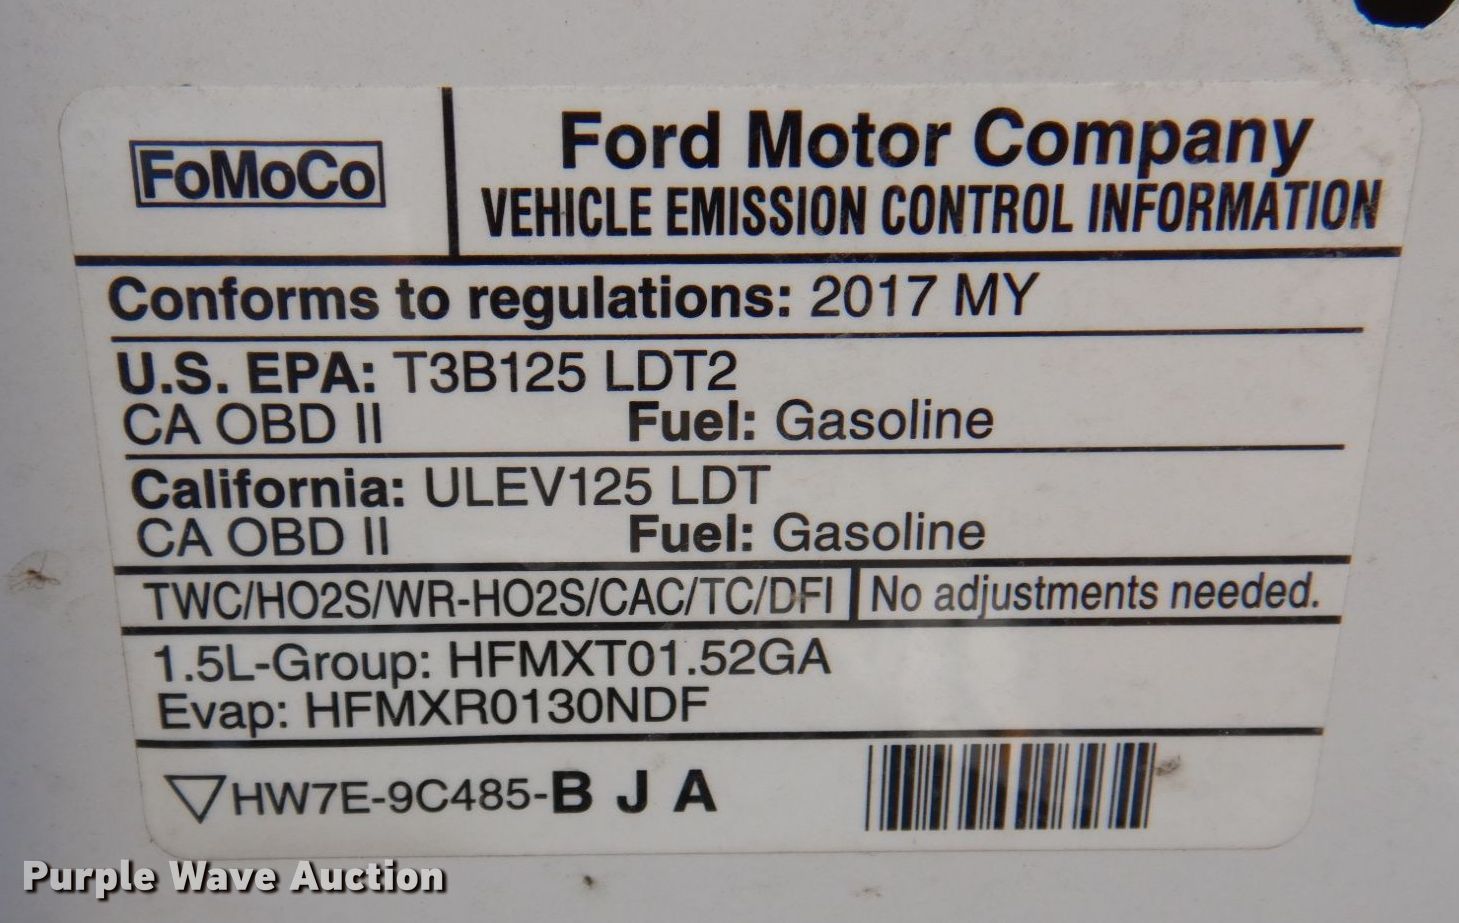 FoMoCo
Ford Motor Company
VEHICLE EMISSION CONTROL INFORMATION
Conforms to regulations: 2017 MY
U.S. EPA: T3B125 LDT2
CA OBD II Fuel: Gasoline
California: ULEV125 LDT
CA OBD II Fuel: Gasoline
TWC/HO2S/WR-HO2S/CAC/TC/DFI No adjustments needed.
1.5L-Group: HFMXT01.52GA
Evap: HFMXR0130NDF
HW7E-9C485-B J A
Purple Wave Auction